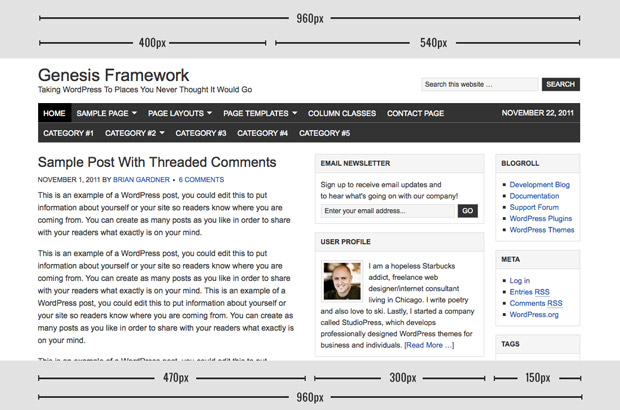 960px
400px 540px
Genesis Framework
Taking WordPress To Places You Never Thought It Would Go
Search this website … SEARCH
HOME SAMPLE PAGE PAGE LAYOUTS PAGE TEMPLATES COLUMN CLASSES CONTACT PAGE NOVEMBER 22, 2011
CATEGORY #1 CATEGORY #2 CATEGORY #3 CATEGORY #4 CATEGORY #5
Sample Post With Threaded Comments
NOVEMBER 1, 2011 BY BRIAN GARDNER • 6 COMMENTS
This is an example of a WordPress post, you could edit this to put
information about yourself or your site so readers know where you are
coming from. You can create as many posts as you like in order to share
with your readers what exactly is on your mind.
This is an example of a WordPress post, you could edit this to put
information about yourself or your site so readers know where you are
coming from. You can create as many posts as you like in order to share
with your readers what exactly is on your mind. This is an example of a
WordPress post, you could edit this to put information about yourself or
your site so readers know where you are coming from. You can create as
many posts as you like in order to share with your readers what exactly is
on your mind.
This is an example of a WordPress post, you could edit this to put
EMAIL NEWSLETTER
Sign up to receive email updates and
to hear what's going on with our company!
Enter your email address... GO
USER PROFILE
I am a hopeless Starbucks
addict, freelance web
designer/internet consultant
living in Chicago. I write poetry
and also love to ski. Lastly, I started a company
called StudioPress, which develops
professionally designed WordPress themes for
business and individuals. [Read More …]
BLOGROLL
Development Blog
Documentation
Support Forum
WordPress Plugins
WordPress Themes
META
Log in
Entries RSS
Comments RSS
WordPress.org
TAGS
470px 300px 150px
960px